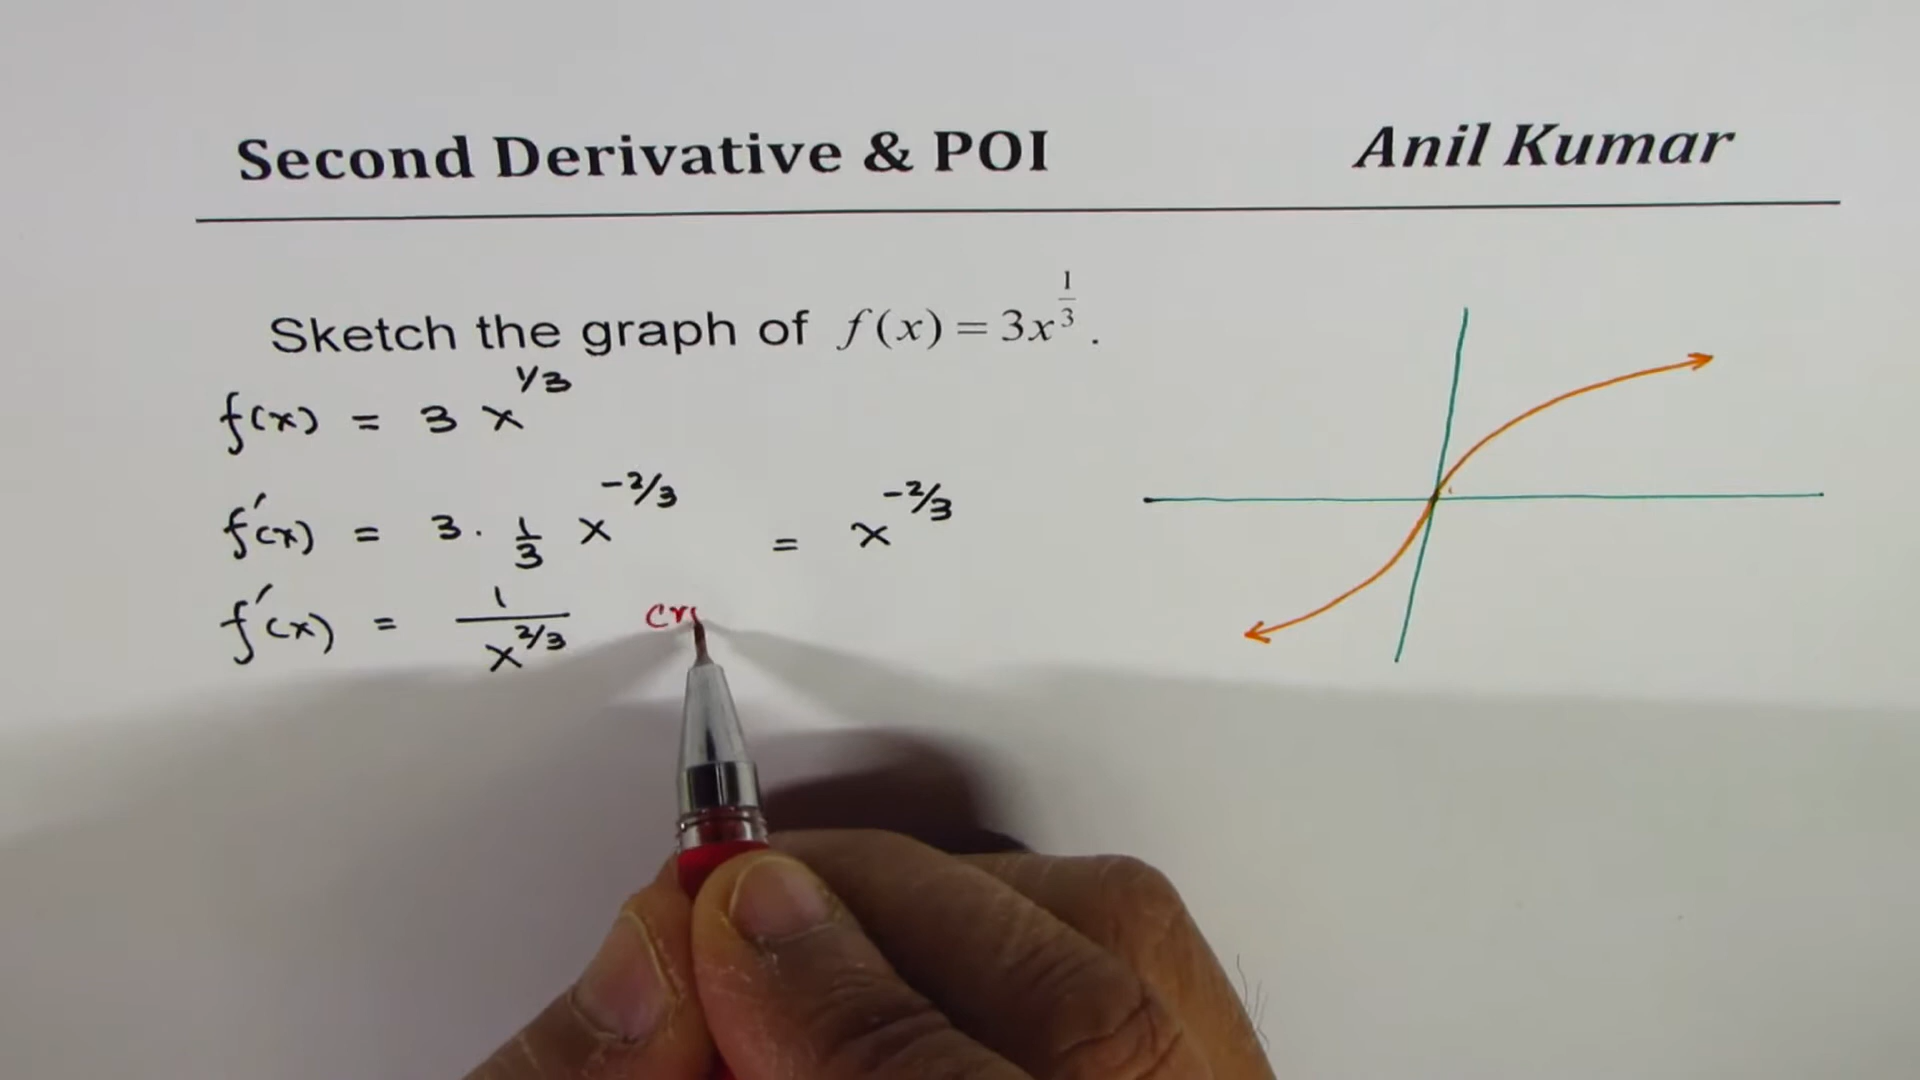 Second Derivative & POI Anil Kumar
Sketch the graph of f(x) = 3x^{1/3}.
f(x) = 3 x^{1/3}
f'(x) = 3 · 1/3 x^{-2/3} = x^{-2/3}
f'(x) = 1/x^{2/3}